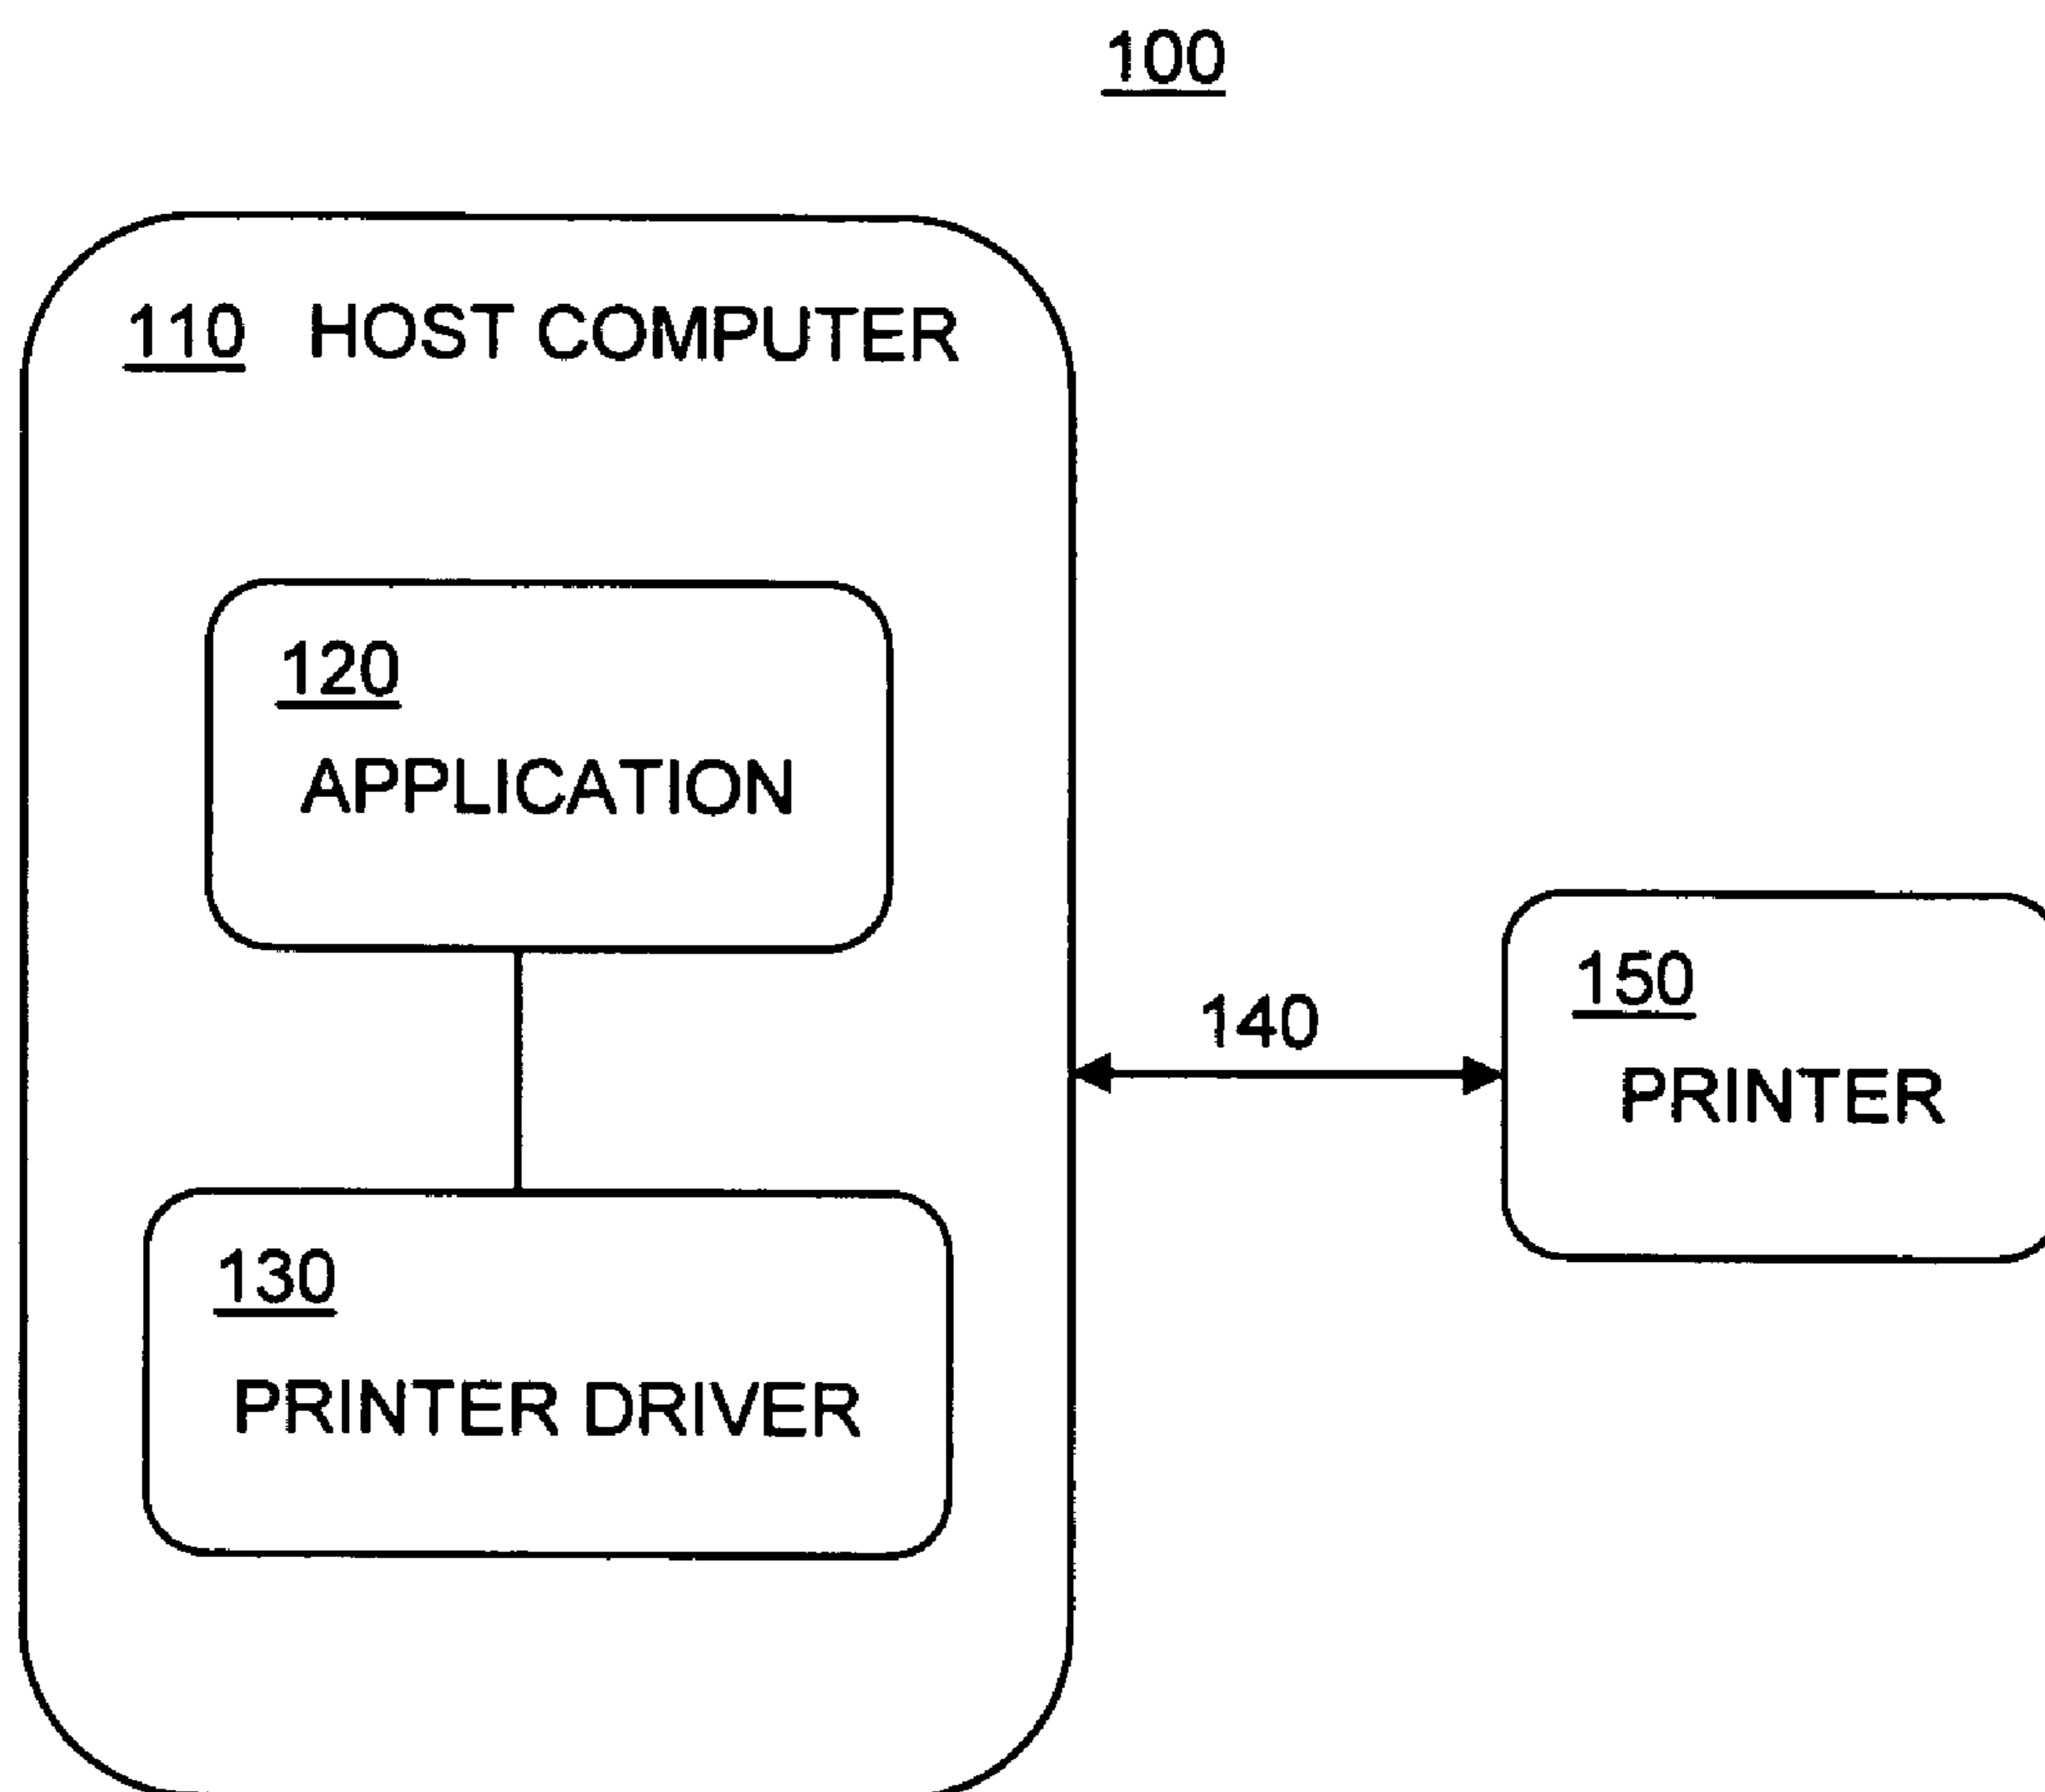 100
110 HOST COMPUTER
120
APPLICATION
140
150
PRINTER
130
PRINTER DRIVER